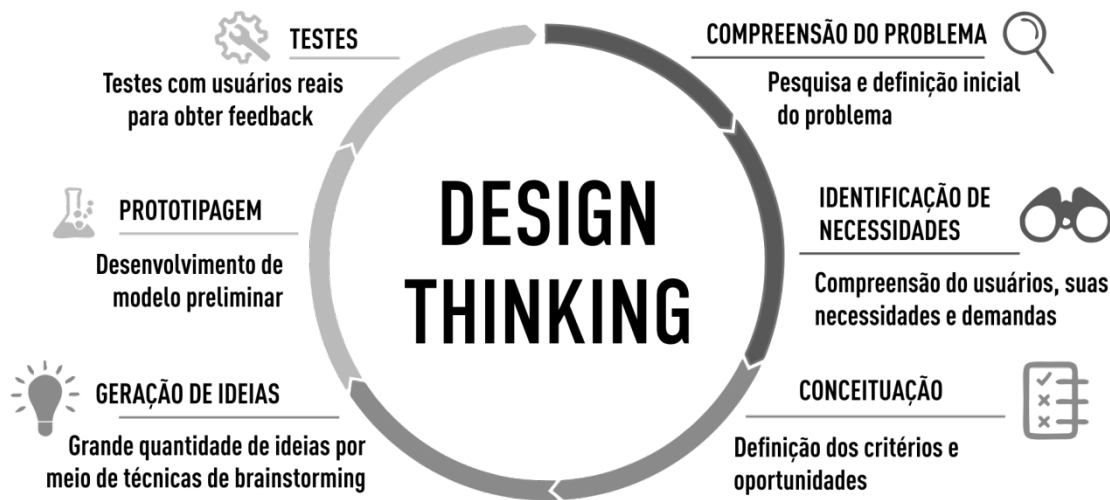 DESIGN
THINKING
COMPREENSÃO DO PROBLEMA
Pesquisa e definição inicial
do problema
IDENTIFICAÇÃO DE
NECESSIDADES
Compreensão do usuários, suas
necessidades e demandas
CONCEITUAÇÃO
Definição dos critérios e
oportunidades
GERAÇÃO DE IDEIAS
Grande quantidade de ideias por
meio de técnicas de brainstorming
PROTOTIPAGEM
Desenvolvimento de
modelo preliminar
TESTES
Testes com usuários reais
para obter feedback